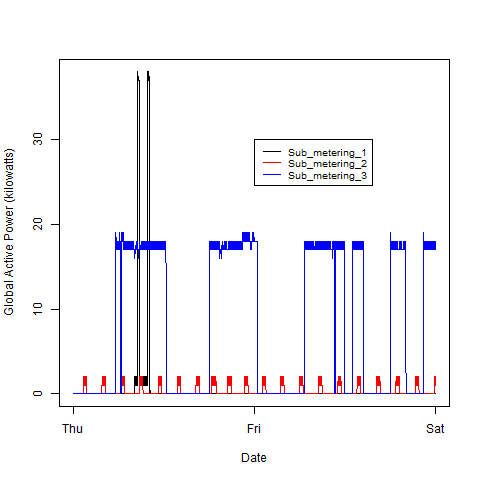 Global Active Power (kilowatts)
30
20
10
0
Sub_metering_1
Sub_metering_2
Sub_metering_3
Thu
Fri
Sat
Date